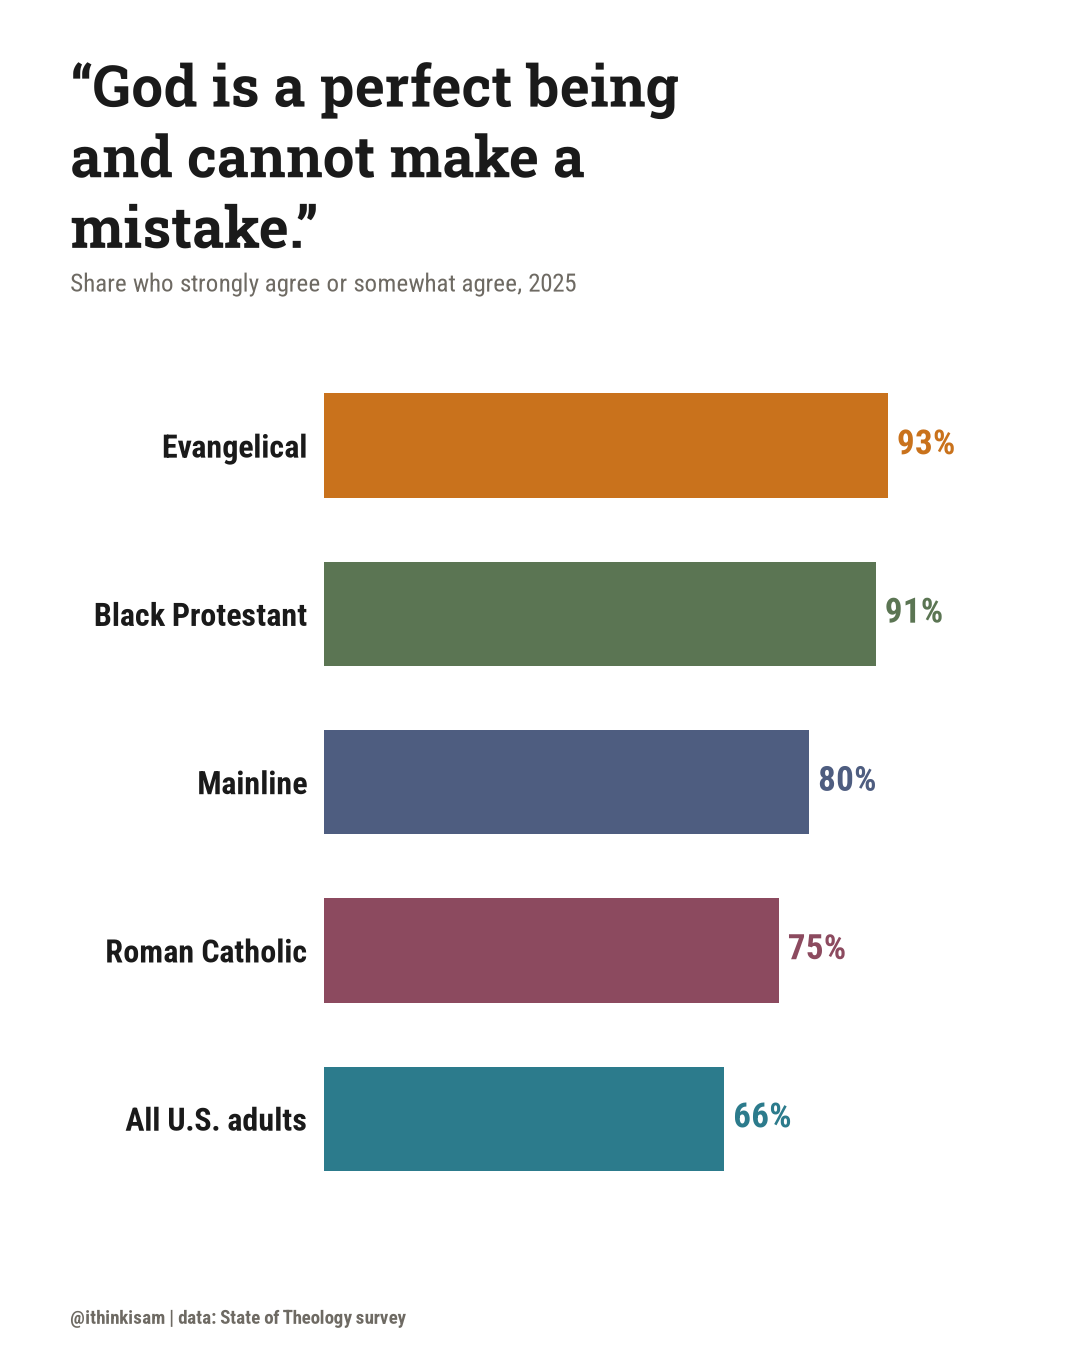 “God is a perfect being
and cannot make a
mistake.”
Share who strongly agree or somewhat agree, 2025
Evangelical 93%
Black Protestant 91%
Mainline 80%
Roman Catholic 75%
All U.S. adults 66%
@ithinkisam | data: State of Theology survey